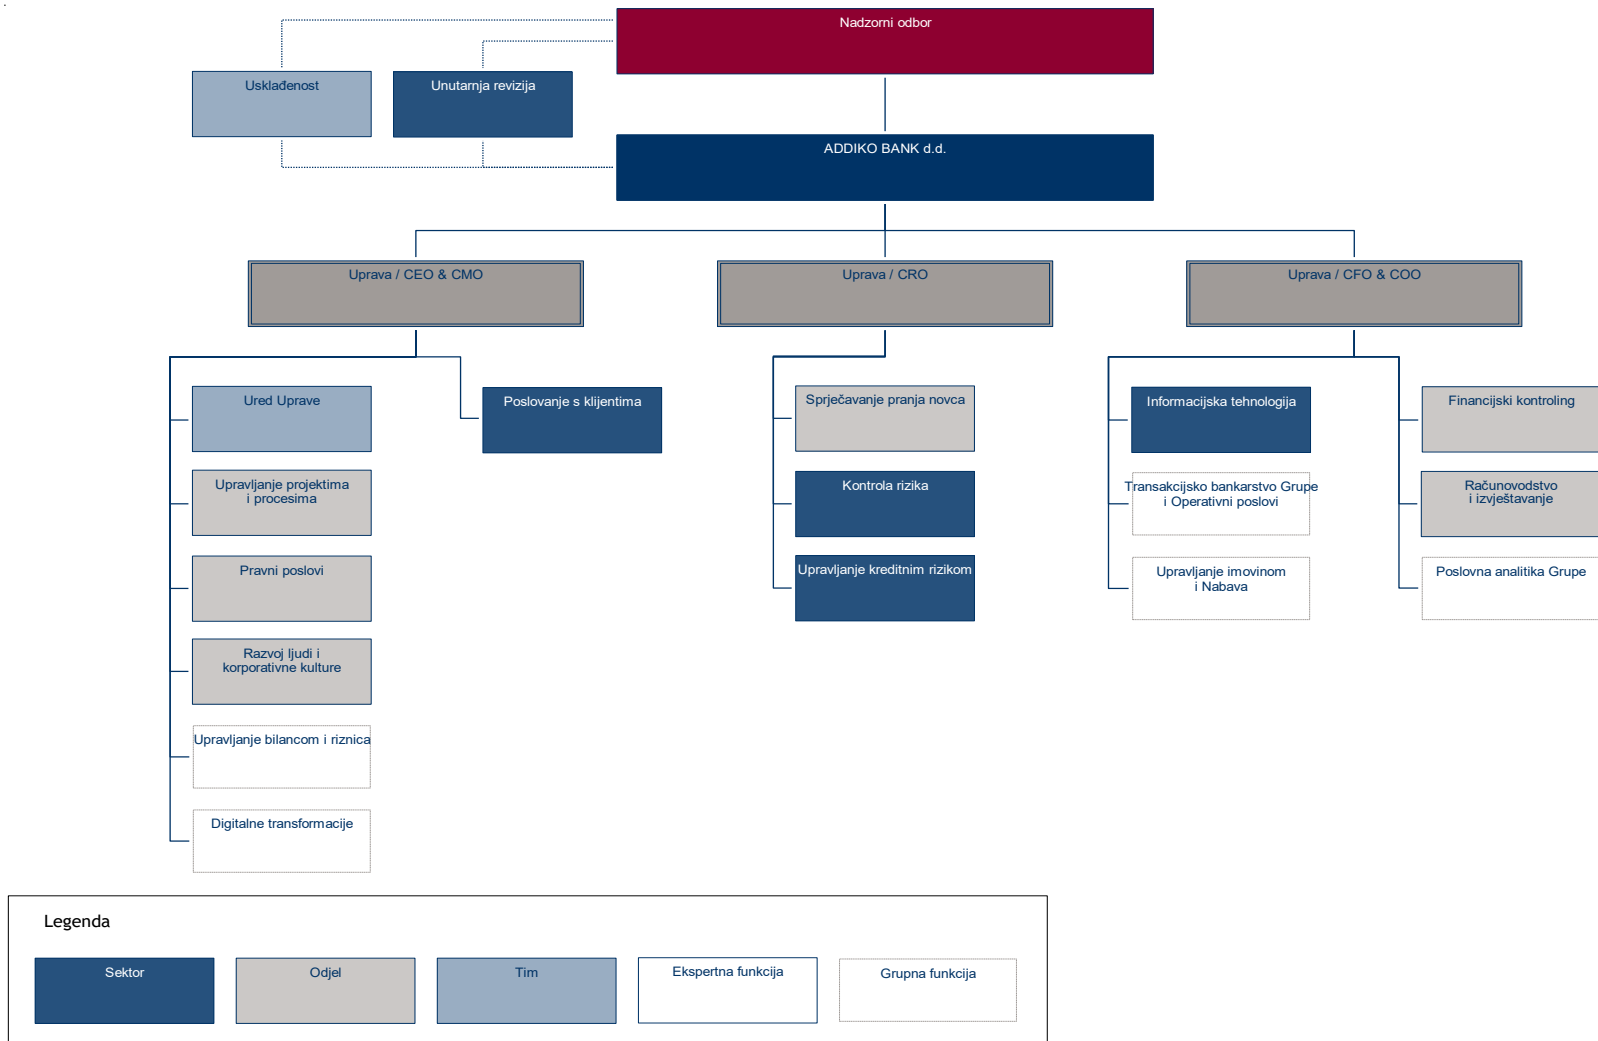 Nadzorni odbor
Usklađenost
Unutarnja revizija
ADDIKO BANK d.d.
Uprava / CEO & CMO
Uprava / CRO
Uprava / CFO & COO
Ured Uprave
Poslovanje s klijentima
Upravljanje projektima
i procesima
Pravni poslovi
Razvoj ljudi i
korporativne kulture
Upravljanje bilancom i riznica
Digitalne transformacije
Sprječavanje pranja novca
Kontrola rizika
Upravljanje kreditnim rizikom
Informacijska tehnologija
Transakcijsko bankarstvo Grupe
i Operativni poslovi
Upravljanje imovinom
i Nabava
Financijski kontroling
Računovodstvo
i izvještavanje
Poslovna analitika Grupe
Legenda
Sektor
Odjel
Tim
Ekspertna funkcija
Grupna funkcija